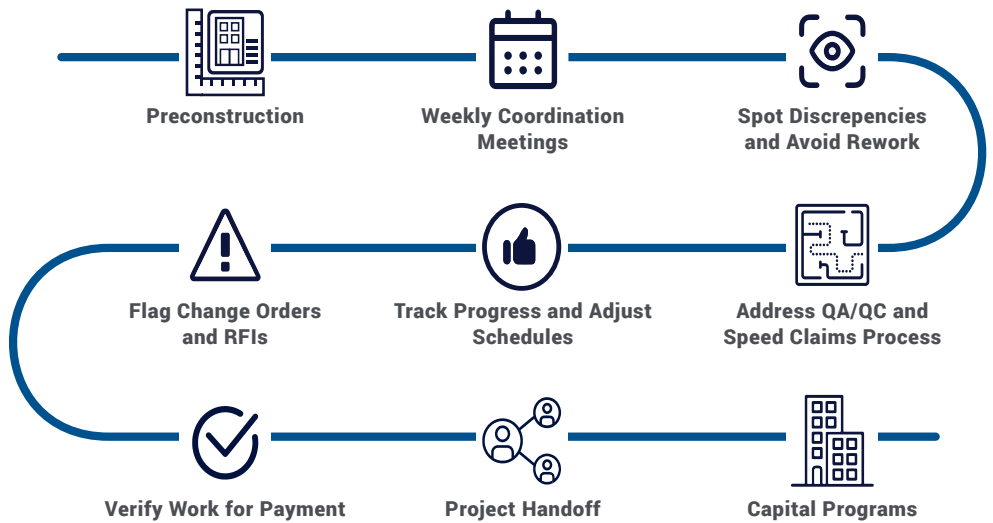 Preconstruction
Weekly Coordination
Meetings
Spot Discrepencies
and Avoid Rework
Flag Change Orders
and RFIs
Track Progress and Adjust
Schedules
Address QA/QC and
Speed Claims Process
Verify Work for Payment
Project Handoff
Capital Programs